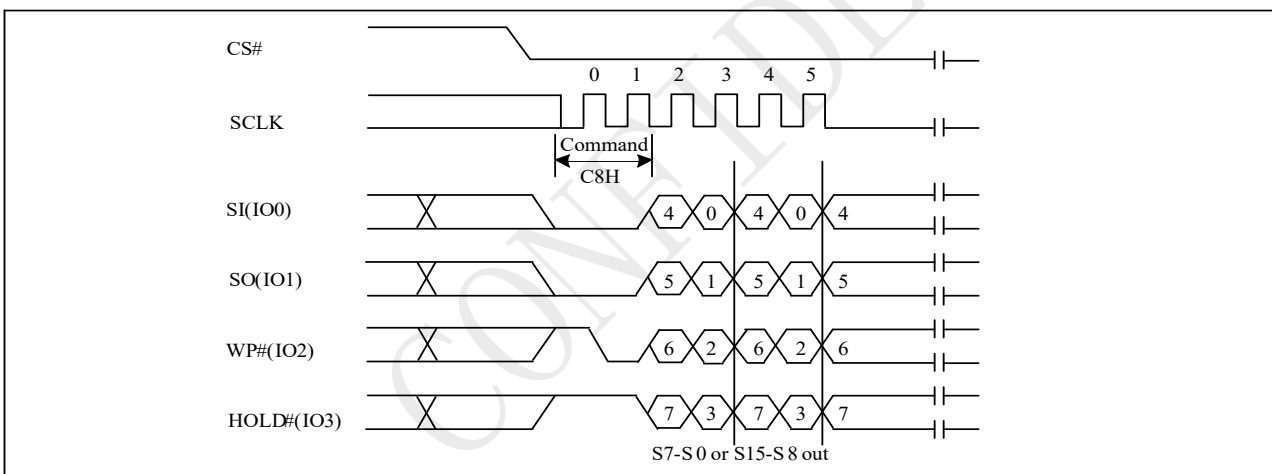 CS#
0 1 2 3 4 5
SCLK
Command
C8H
SI(IO0) 4 0 4 0 4
SO(IO1) 5 1 5 1 5
WP#(IO2) 6 2 6 2 6
HOLD#(IO3) 7 3 7 3 7
S7-S0 or S15-S8 out
CONFIDE